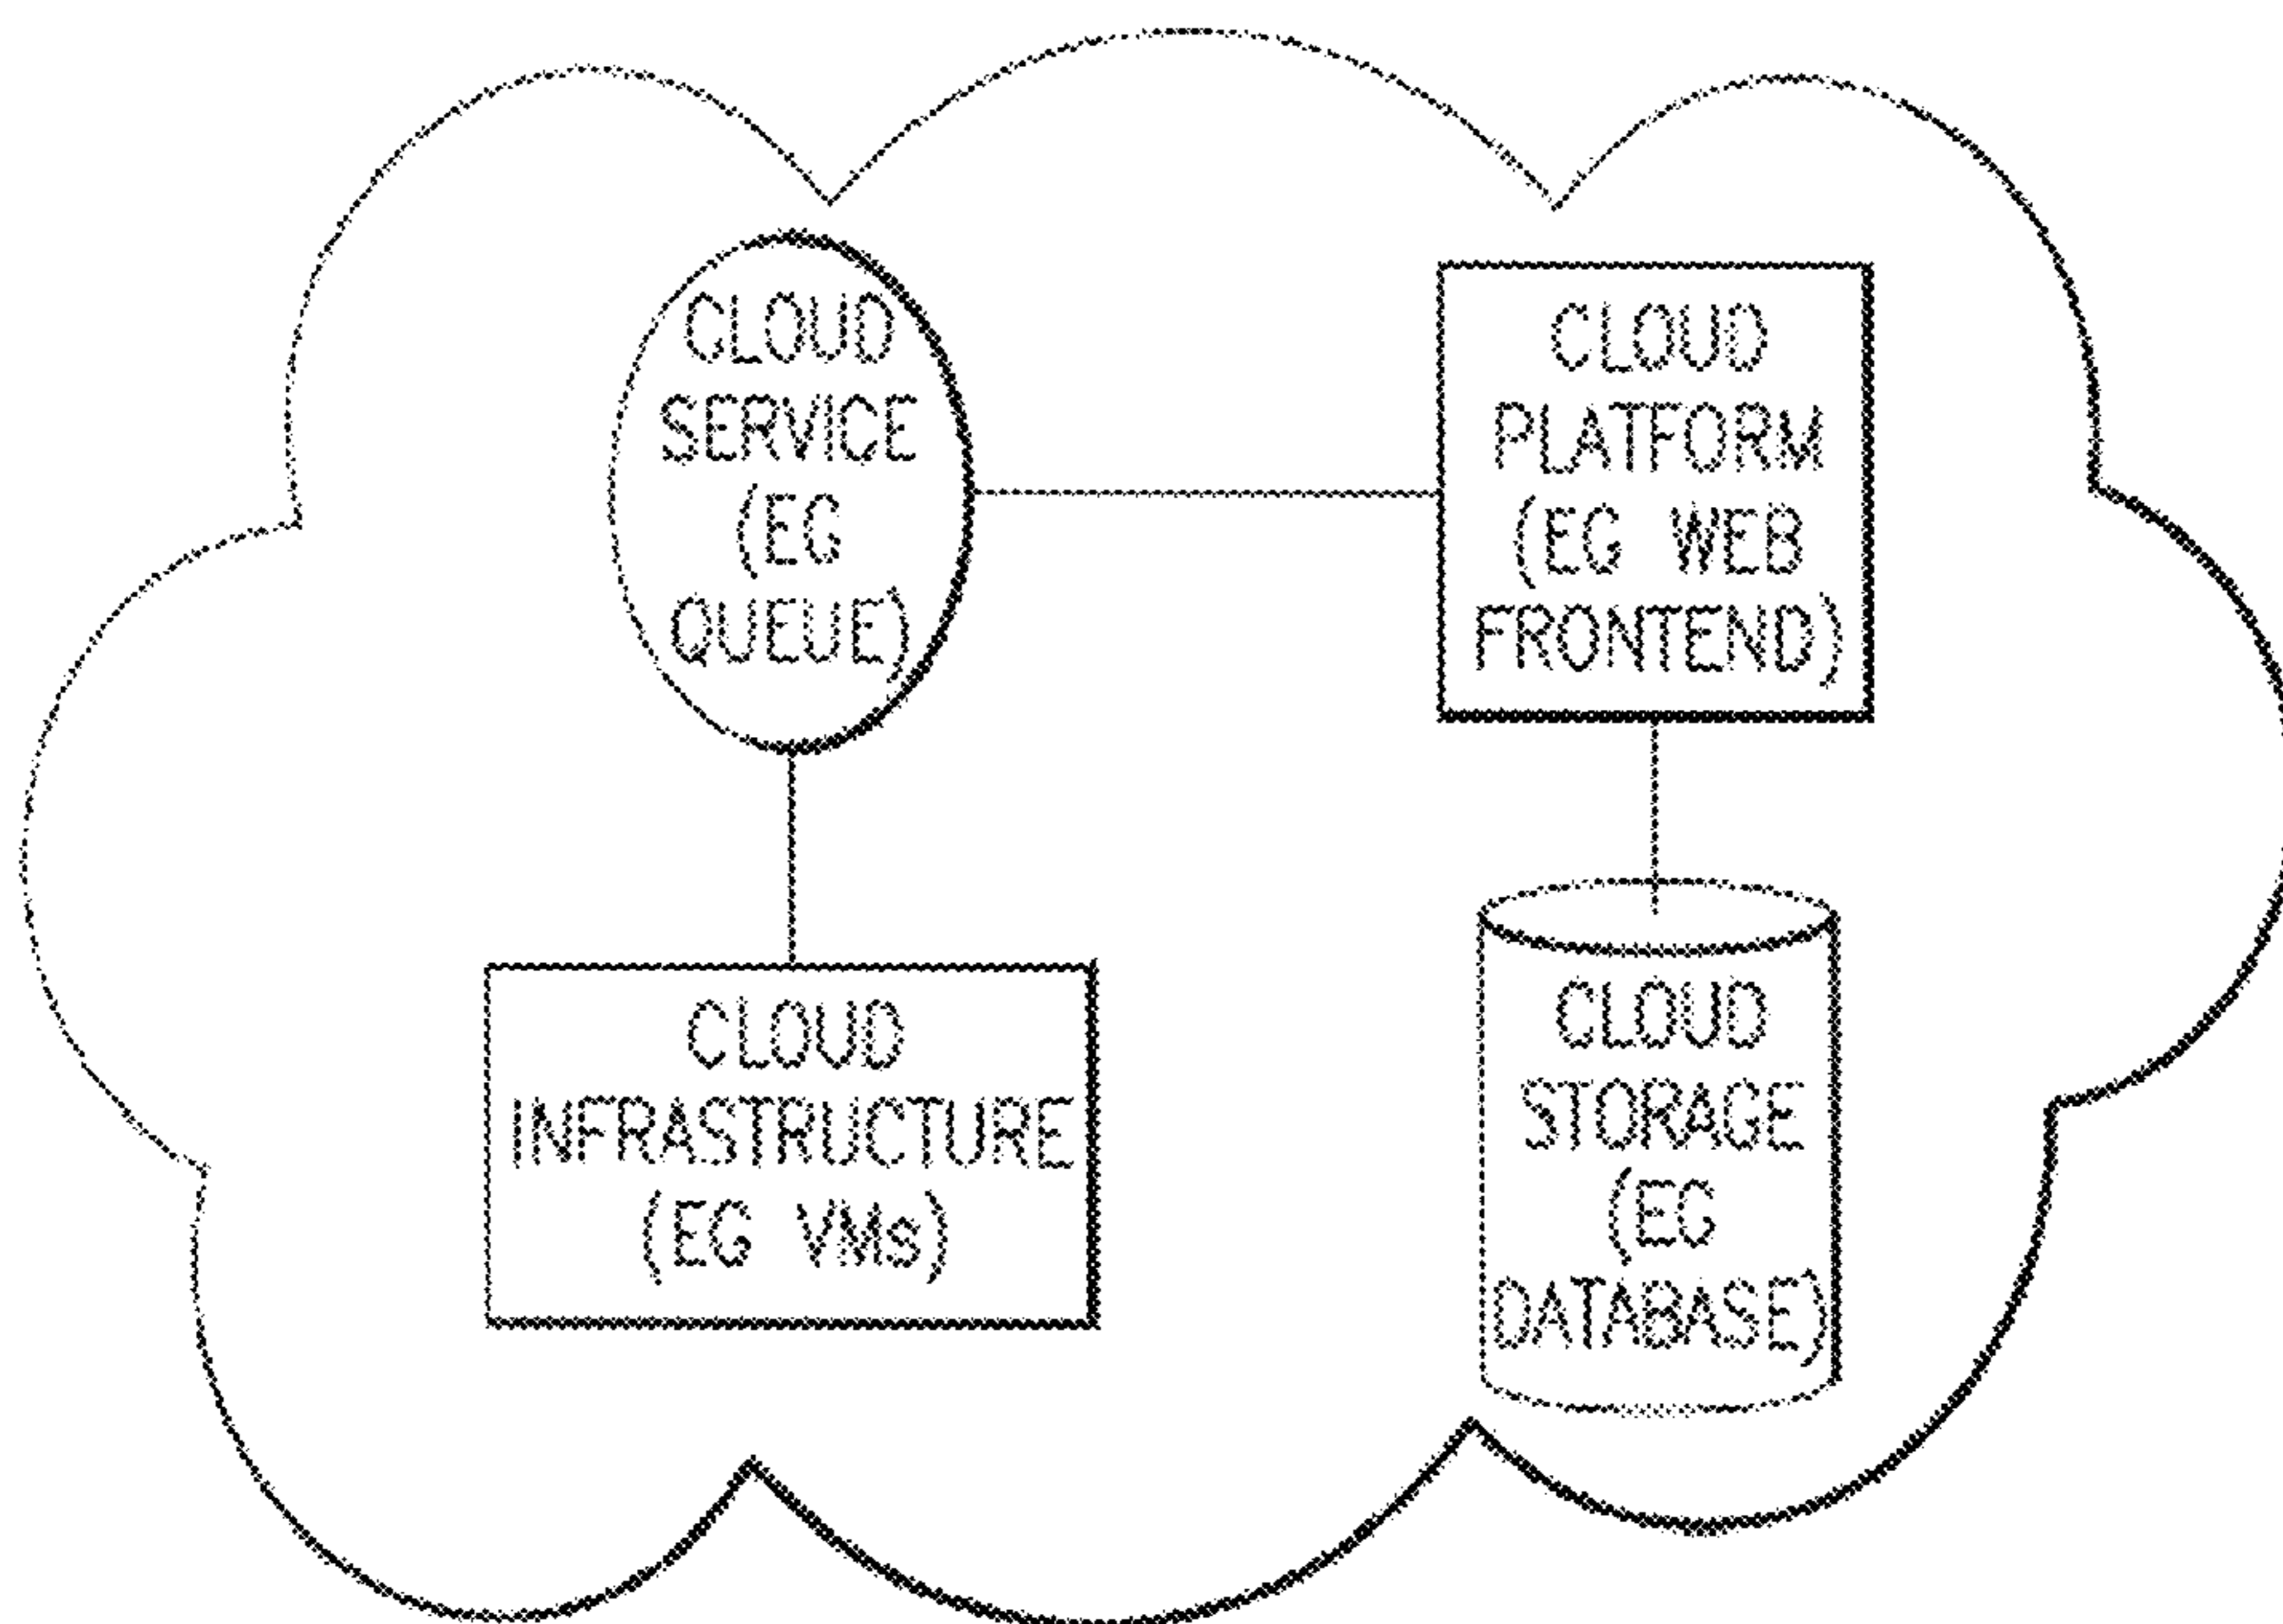 CLOUD
SERVICE
(EG
QUEUE)
CLOUD
PLATFORM
(EG WEB
FRONTEND)
CLOUD
INFRASTRUCTURE
(EG VMs)
CLOUD
STORAGE
(EG
DATABASE)